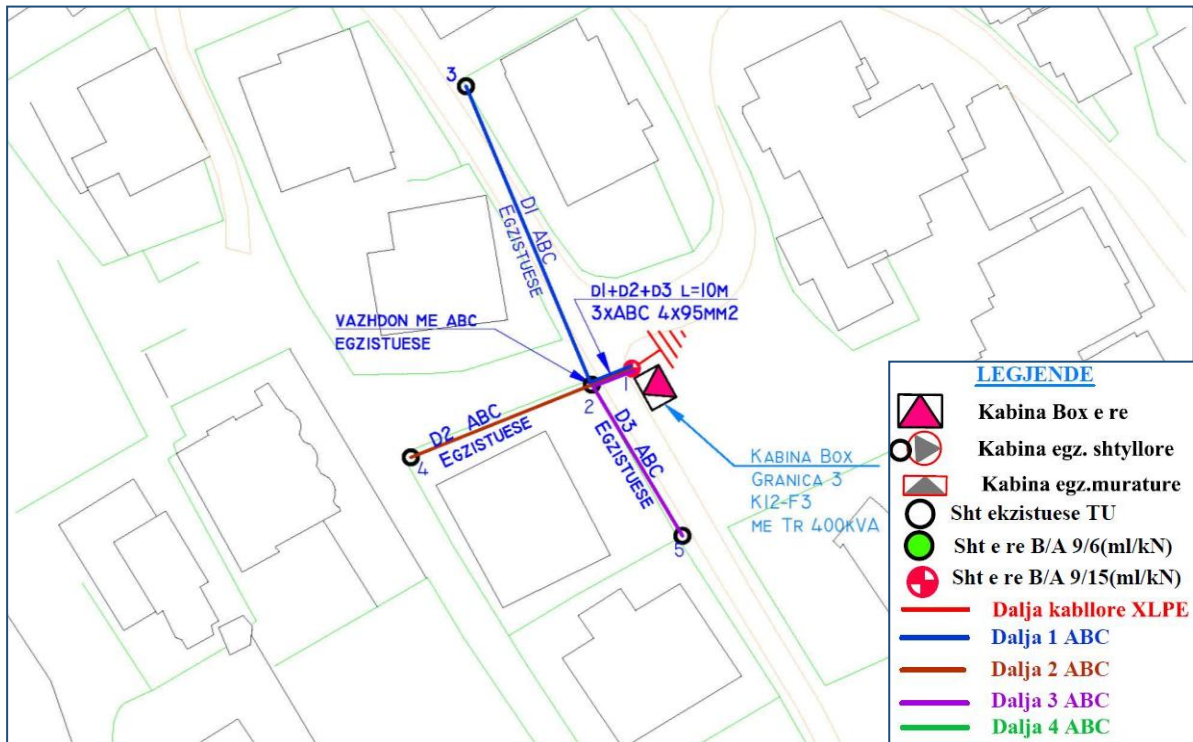 3
D1 ABC
EGZISTUESE
D1+D2+D3 L=10M
3XABC 4X95MM2
VAZHDON ME ABC
EGZISTUESE
1
2
D2 ABC
EGZISTUESE
4
D3 ABC
EGZISTUESE
5
KABINA BOX
GRANICA 3
K12-F3
ME TR 400KVA
LEGJENDE
Kabina Box e re
Kabina egz. shtyllore
Kabina egz.murature
Sht ekzistuese TU
Sht e re B/A 9/6(ml/kN)
Sht e re B/A 9/15(ml/kN)
Dalja kabllore XLPE
Dalja 1 ABC
Dalja 2 ABC
Dalja 3 ABC
Dalja 4 ABC